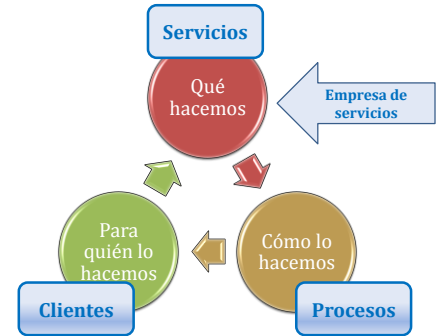 Servicios
Qué
hacemos
Empresa de
servicios
Para
quién lo
hacemos
Cómo lo
hacemos
Clientes
Procesos